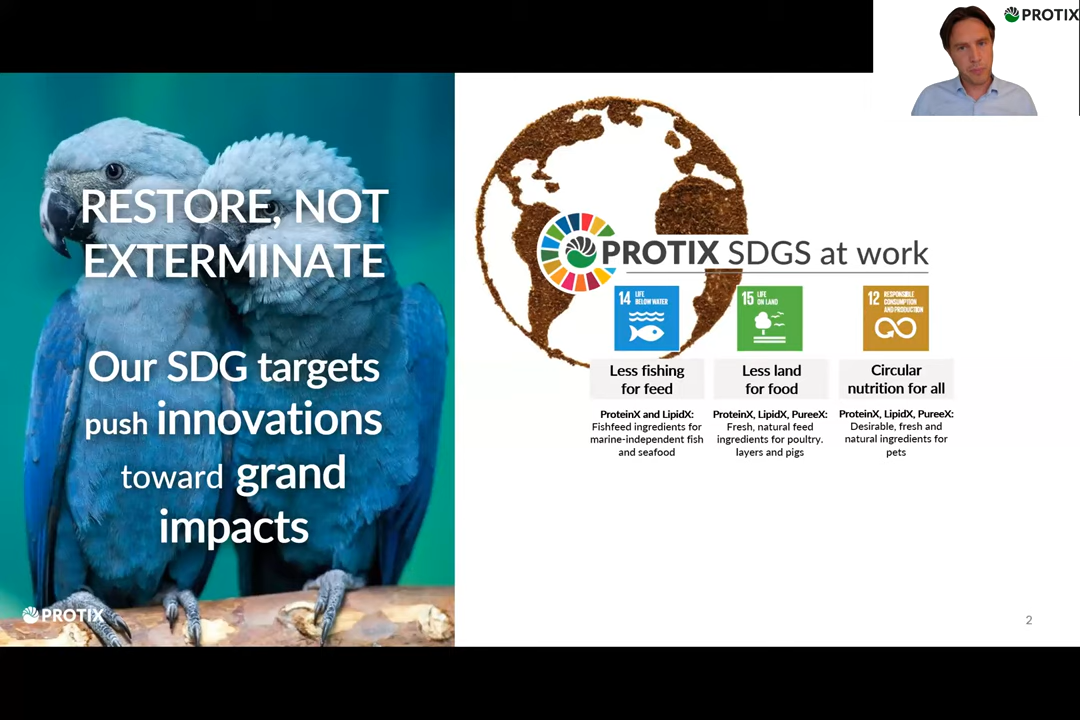 PROTIX
RESTORE, NOT
EXTERMINATE
Our SDG targets
push innovations
toward grand
impacts
PROTIX
PROTIX SDGS at work
14 LIFE
BELOW WATER
15 LIFE
ON LAND
12 RESPONSIBLE
CONSUMPTION
AND PRODUCTION
Less fishing
for feed
Less land
for food
Circular
nutrition for all
ProteinX and LipidX:
Fishfeed ingredients for
marine-independent fish
and seafood
ProteinX, LipidX, PureeX:
Fresh, natural feed
ingredients for poultry,
layers and pigs
ProteinX, LipidX, PureeX:
Desirable, fresh and
natural ingredients for
pets
2